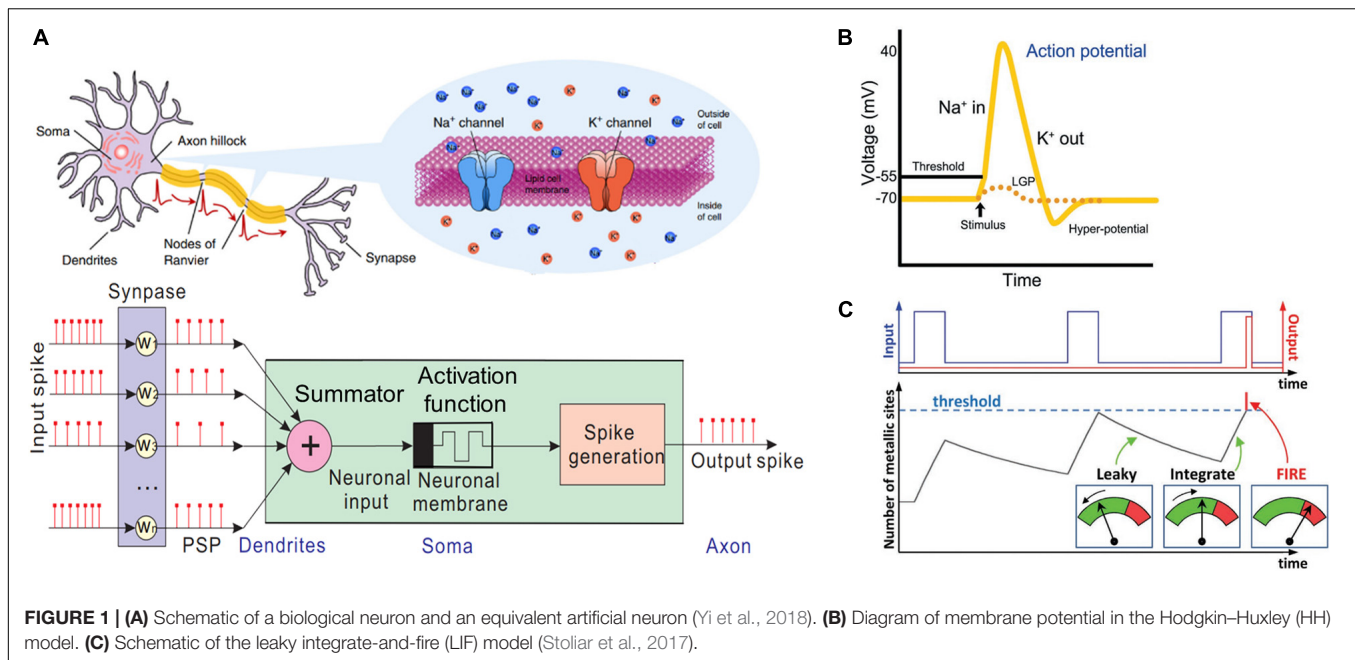 A
Soma
Axon hillock
Nodes of
Ranvier
Dendrites
Synapse
Na⁺ channel
K⁺ channel
Outside
of cell
Lipid cell
membrane
Inside
of cell
Na⁺
K⁺
Synpase
Input spike
W1
W2
W3
...
Wn
PSP
Dendrites
Summator
+
Neuronal
input
Activation
function
Neuronal
membrane
Soma
Spike
generation
Output spike
Axon
B
Voltage (mV)
40
-55
-70
Action potential
Na⁺ in
K⁺ out
Threshold
LGP
Stimulus
Hyper-potential
Time
C
Input
Output
time
Number of metallic sites
threshold
Leaky
Integrate
FIRE
time
FIGURE 1 | (A) Schematic of a biological neuron and an equivalent artificial neuron (Yi et al., 2018). (B) Diagram of membrane potential in the Hodgkin–Huxley (HH)
model. (C) Schematic of the leaky integrate-and-fire (LIF) model (Stoliar et al., 2017).